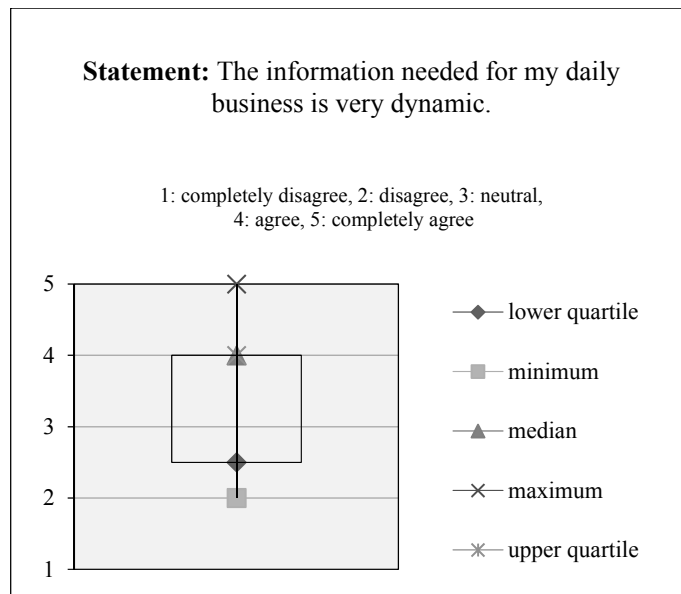 Statement: The information needed for my daily
business is very dynamic.
1: completely disagree, 2: disagree, 3: neutral,
4: agree, 5: completely agree
5
4
3
2
1
lower quartile
minimum
median
maximum
upper quartile